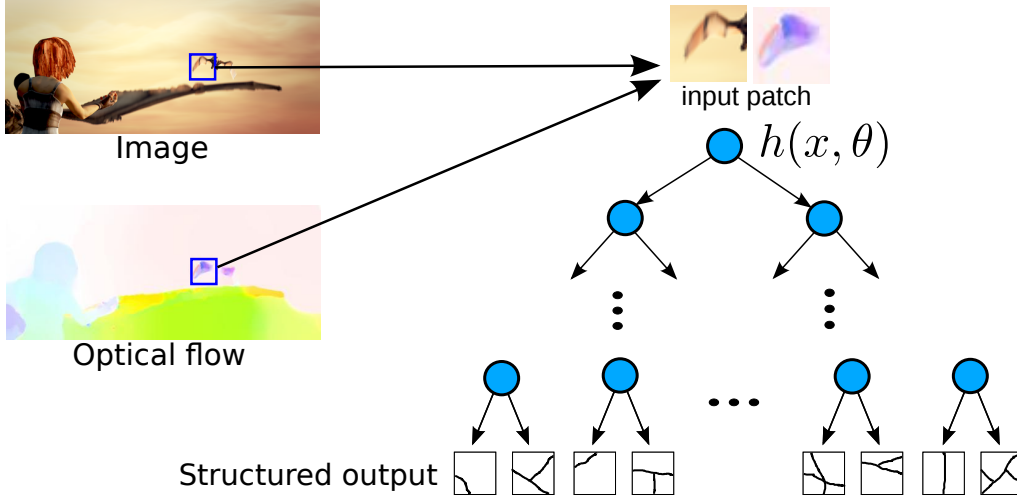 Image
Optical flow
input patch
h(x, θ)
Structured output